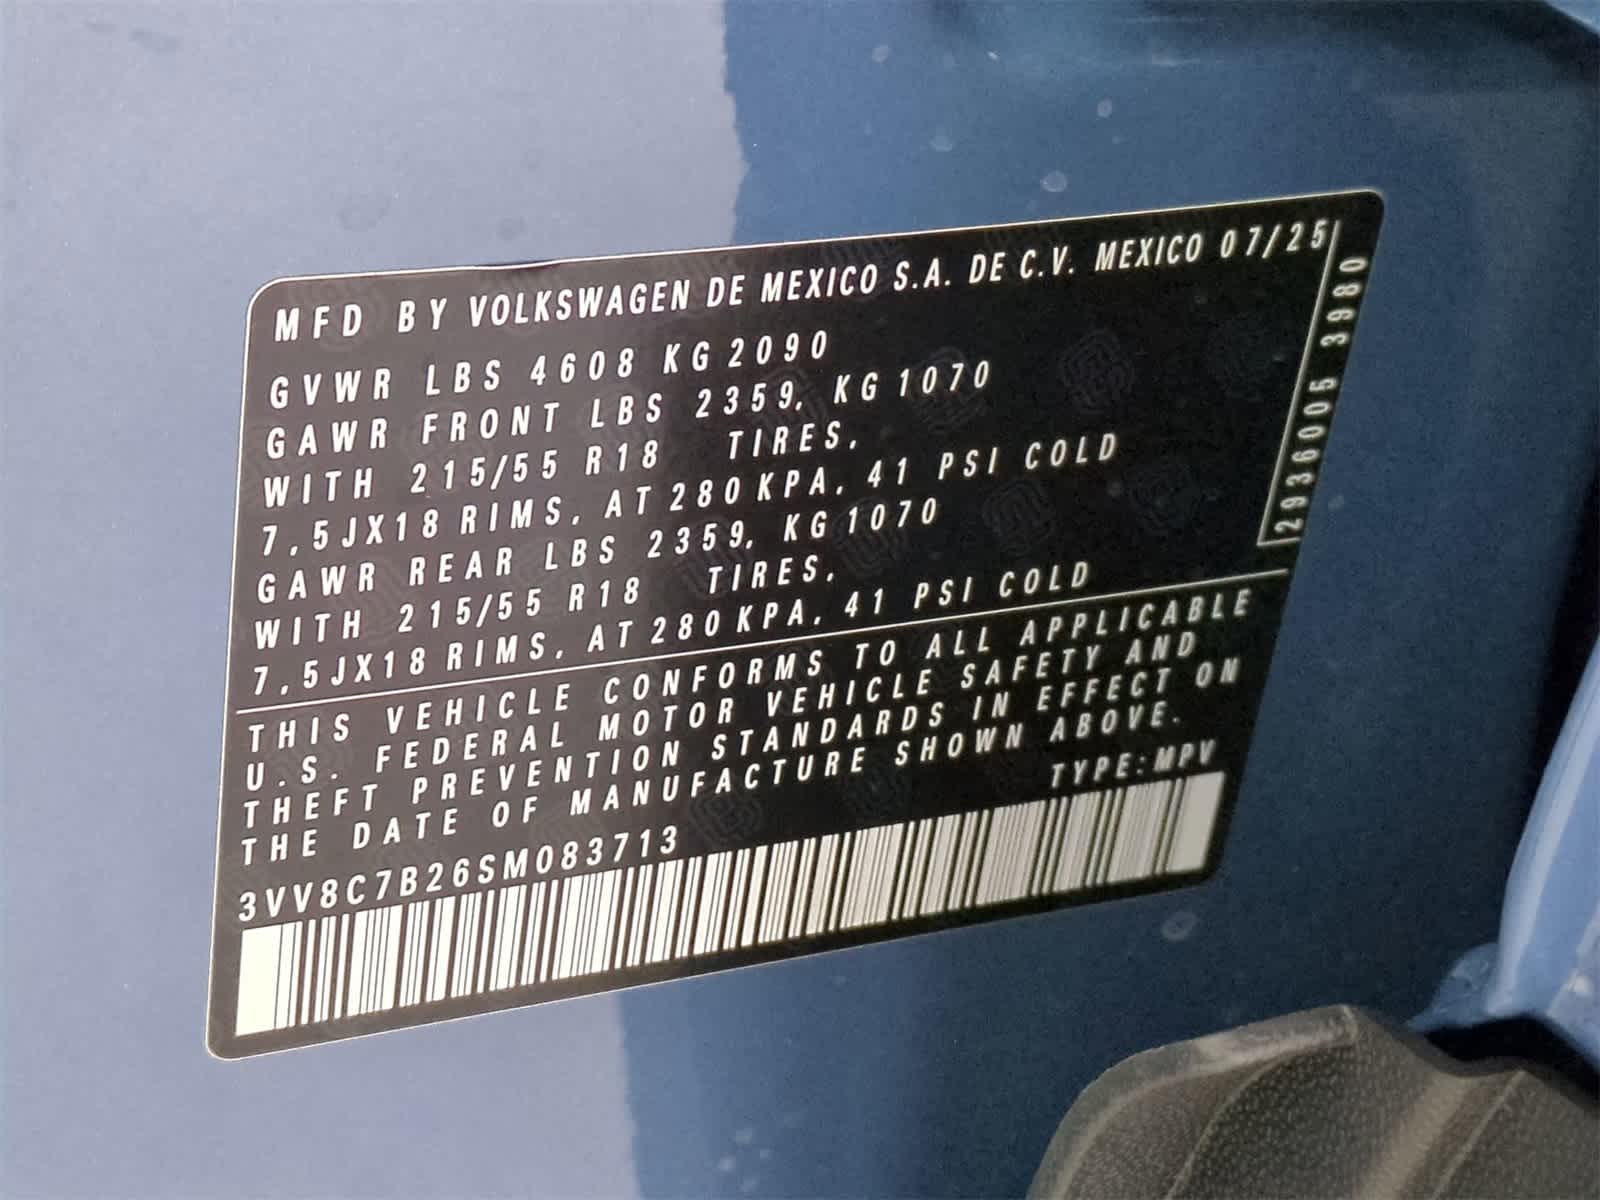 MFD BY VOLKSWAGEN DE MEXICO S.A. DE C.V. MEXICO 07/25
GVWR LBS 4608 KG 2090
GAWR FRONT LBS 2359, KG 1070
WITH 215/55 R18 TIRES,
7,5JX18 RIMS, AT 280 KPA, 41 PSI COLD
GAWR REAR LBS 2359, KG 1070
WITH 215/55 R18 TIRES,
7,5JX18 RIMS, AT 280 KPA, 41 PSI COLD
2936005 3980
THIS VEHICLE CONFORMS TO ALL APPLICABLE
U.S. FEDERAL MOTOR VEHICLE SAFETY AND
THEFT PREVENTION STANDARDS IN EFFECT ON
THE DATE OF MANUFACTURE SHOWN ABOVE.
TYPE:MPV
3VV8C7B26SM083713